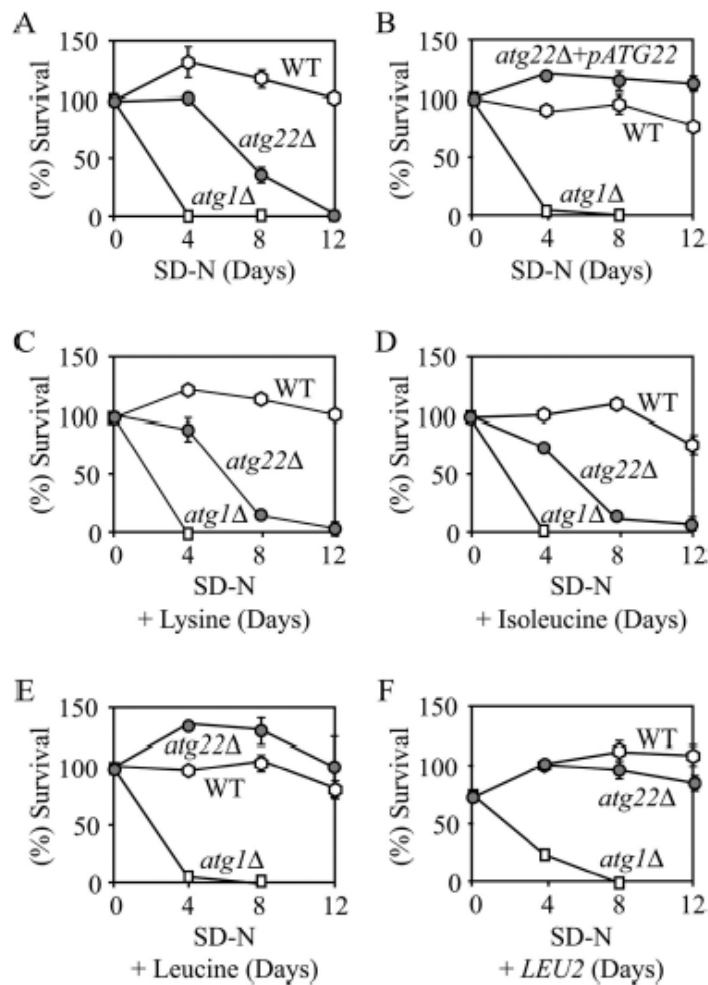 A
150
100
50
0
(%) Survival
WT
atg22Δ
atg1Δ
0 4 8 12
SD-N (Days)
B
150
100
50
0
(%) Survival
atg22Δ+pATG22
WT
atg1Δ
0 4 8 12
SD-N (Days)
C
150
100
50
0
(%) Survival
WT
atg22Δ
atg1Δ
0 4 8 12
SD-N
+ Lysine (Days)
D
150
100
50
0
(%) Survival
WT
atg22Δ
atg1Δ
0 4 8 12
SD-N
+ Isoleucine (Days)
E
150
100
50
0
(%) Survival
atg22Δ
WT
atg1Δ
0 4 8 12
SD-N
+ Leucine (Days)
F
150
100
50
0
(%) Survival
WT
atg22Δ
atg1Δ
0 4 8 12
SD-N
+ LEU2 (Days)